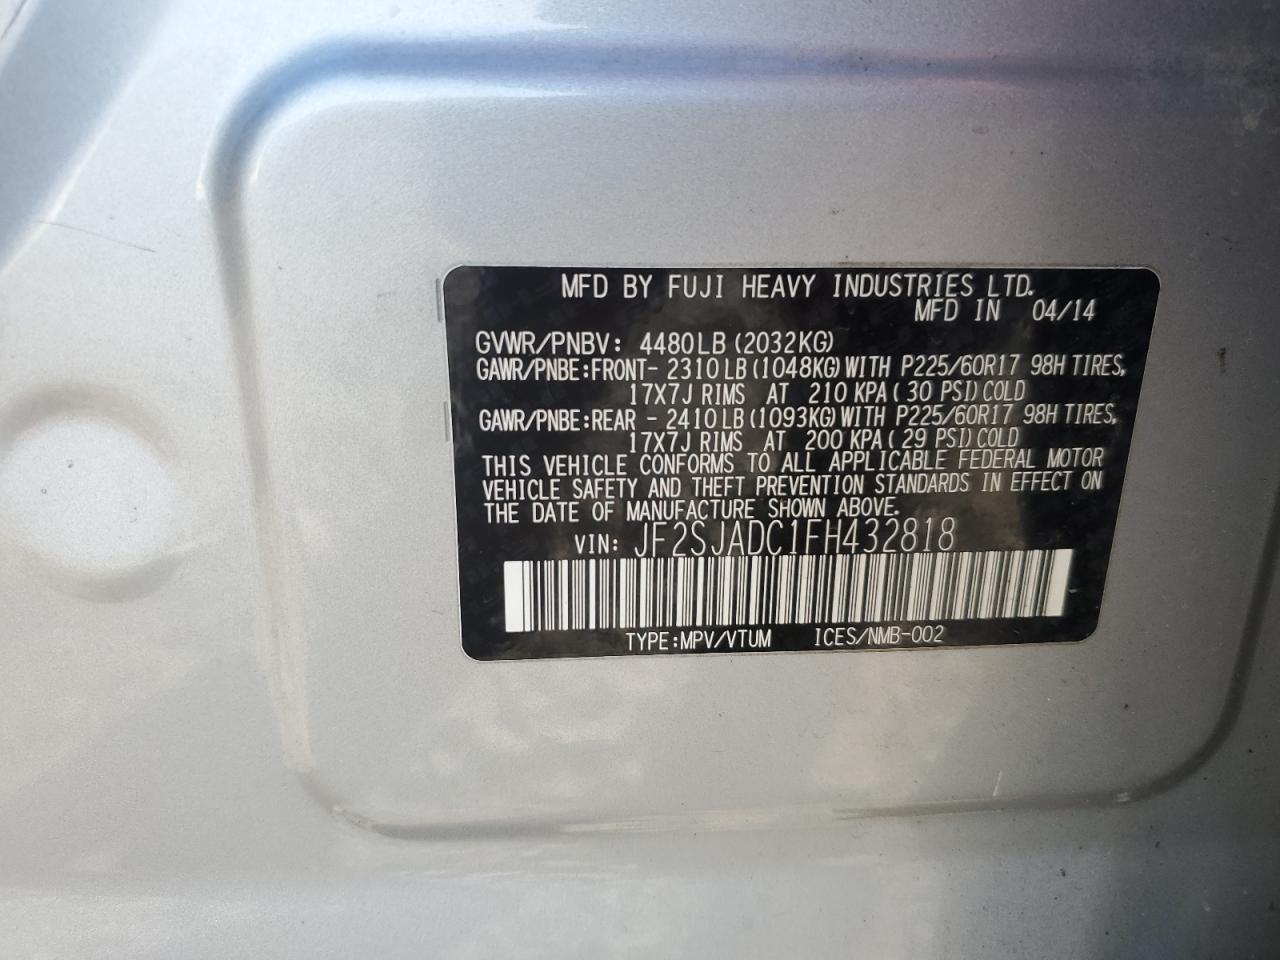 MFD BY FUJI HEAVY INDUSTRIES LTD.
MFD IN 04/14
GVWR/PNBV: 4480LB(2032KG)
GAWR/PNBE:FRONT- 2310LB(1048KG)WITH P225/60R17 98H TIRES,
17X7J RIMS AT 210 KPA( 30 PSI)COLD
GAWR/PNBE:REAR - 2410LB(1093KG)WITH P225/60R17 98H TIRES,
17X7J RIMS AT 200 KPA( 29 PSI)COLD
THIS VEHICLE CONFORMS TO ALL APPLICABLE FEDERAL MOTOR
VEHICLE SAFETY AND THEFT PREVENTION STANDARDS IN EFFECT ON
THE DATE OF MANUFACTURE SHOWN ABOVE.
VIN: JF2SJADC1FH432818
TYPE:MPV/VTUM ICES/NMB-002